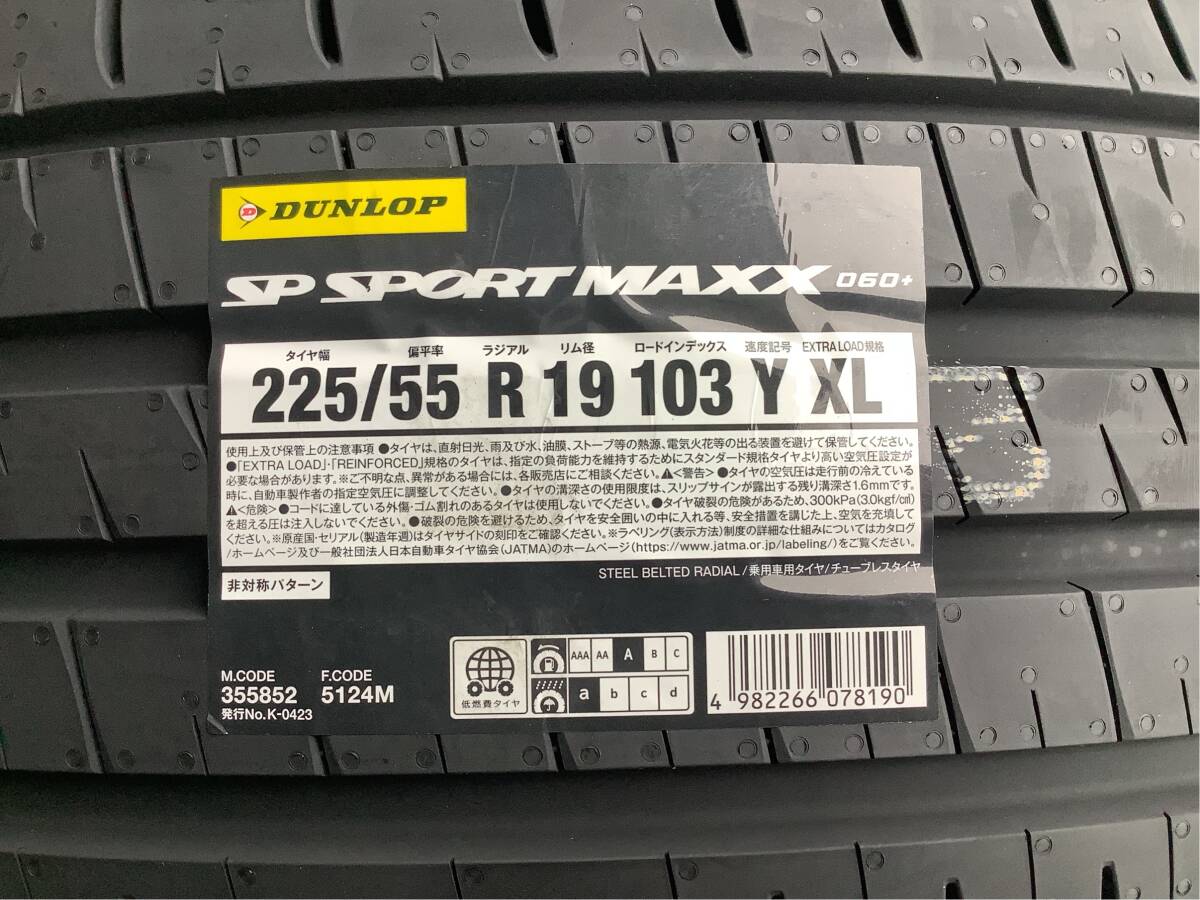 DUNLOP
SP SPORT MAXX 060+
タイヤ幅 偏平率 ラジアル リム径 ロードインデックス 速度記号 EXTRA LOAD規格
225/55 R 19 103 Y XL
使用上及び保管上の注意事項 ●タイヤは、直射日光、雨及び水、油膜、ストーブ等の熱源、電気火花等の出る装置を避けて保管してください。
●「EXTRA LOAD」・「REINFORCED」規格のタイヤは、指定の負荷能力を維持するためにスタンダード規格タイヤより高い空気圧設定が
必要な場合があります。※ご不明な点、異常がある場合には、各販売店にご相談ください。⚠<警告> ●タイヤの空気圧は走行前の冷えている
時に、自動車製作者の指定空気圧に調整してください。●タイヤの溝深さの使用限度は、スリップサインが露出する残り溝深さ1.6mmです。
⚠<危険> ●コードに達している外傷・ゴム割れのあるタイヤは使用しないでください。●タイヤ破裂の危険があるため、300kPa(3.0kgf/c㎡)
を超える圧は注入しないでください。●破裂の危険を避けるため、タイヤを安全囲いの中に入れる等、安全措置を講じた上、空気を充填して
ください。※原産国・セリアル(製造年週)はタイヤサイドの刻印をご確認ください。※ラベリング(表示方法)制度の詳細な仕組みについてはカタログ
/ホームページ及び一般社団法人日本自動車タイヤ協会(JATMA)のホームページ(https://www.jatma.or.jp/labeling/)をご覧ください。
STEEL BELTED RADIAL/乗用車用タイヤ/チューブレスタイヤ
非対称パターン
M.CODE F.CODE
355852 5124M
発行No.K-0423
低燃費タイヤ
AAA AA A B C
a b c d
4 982266 078190